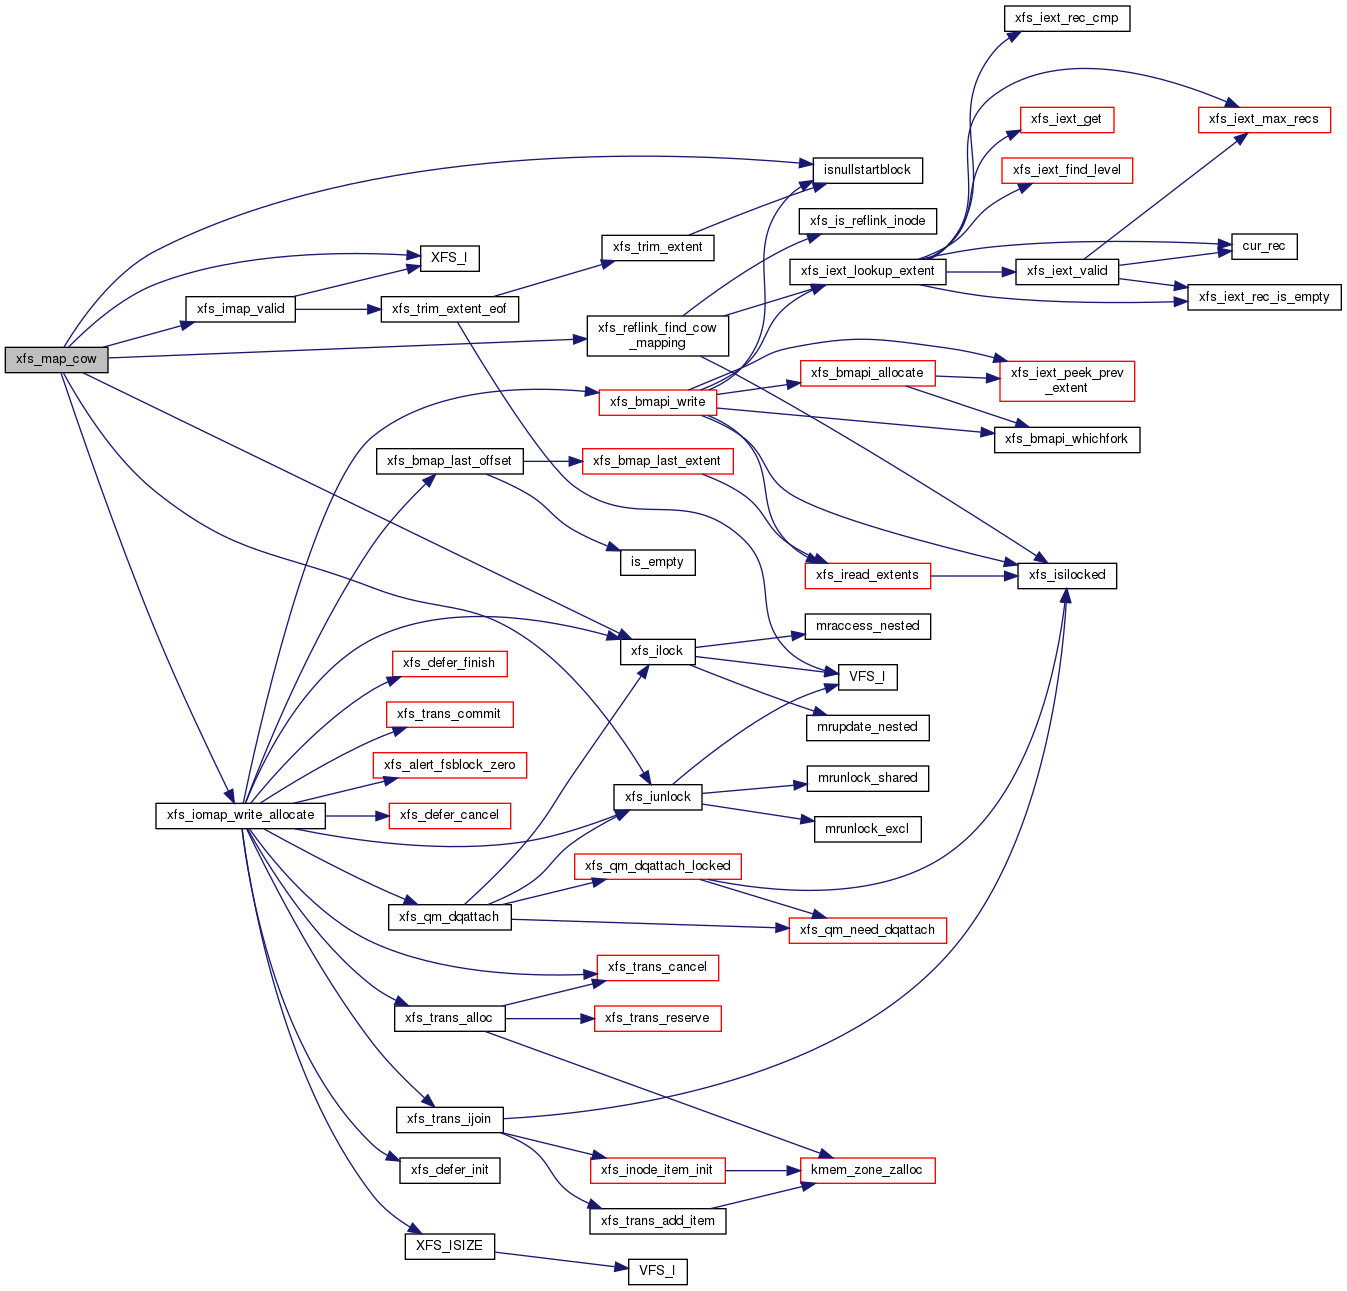 xfs_iext_rec_cmp
xfs_iext_get
xfs_iext_max_recs
isnullstartblock
xfs_iext_find_level
xfs_is_reflink_inode
XFS_I
xfs_trim_extent
cur_rec
xfs_iext_lookup_extent
xfs_iext_valid
xfs_iext_rec_is_empty
xfs_imap_valid
xfs_trim_extent_eof
xfs_reflink_find_cow
_mapping
xfs_map_cow
xfs_bmapi_allocate
xfs_iext_peek_prev
_extent
xfs_bmapi_write
xfs_bmapi_whichfork
xfs_bmap_last_offset
xfs_bmap_last_extent
is_empty
xfs_iread_extents
xfs_isilocked
mraccess_nested
xfs_ilock
xfs_defer_finish
VFS_I
xfs_trans_commit
mrupdate_nested
xfs_alert_fsblock_zero
mrunlock_shared
xfs_iunlock
xfs_iomap_write_allocate
xfs_defer_cancel
mrunlock_excl
xfs_qm_dqattach_locked
xfs_qm_dqattach
xfs_qm_need_dqattach
xfs_trans_cancel
xfs_trans_alloc
xfs_trans_reserve
xfs_trans_ijoin
xfs_defer_init
xfs_inode_item_init
kmem_zone_zalloc
xfs_trans_add_item
XFS_ISIZE
VFS_I